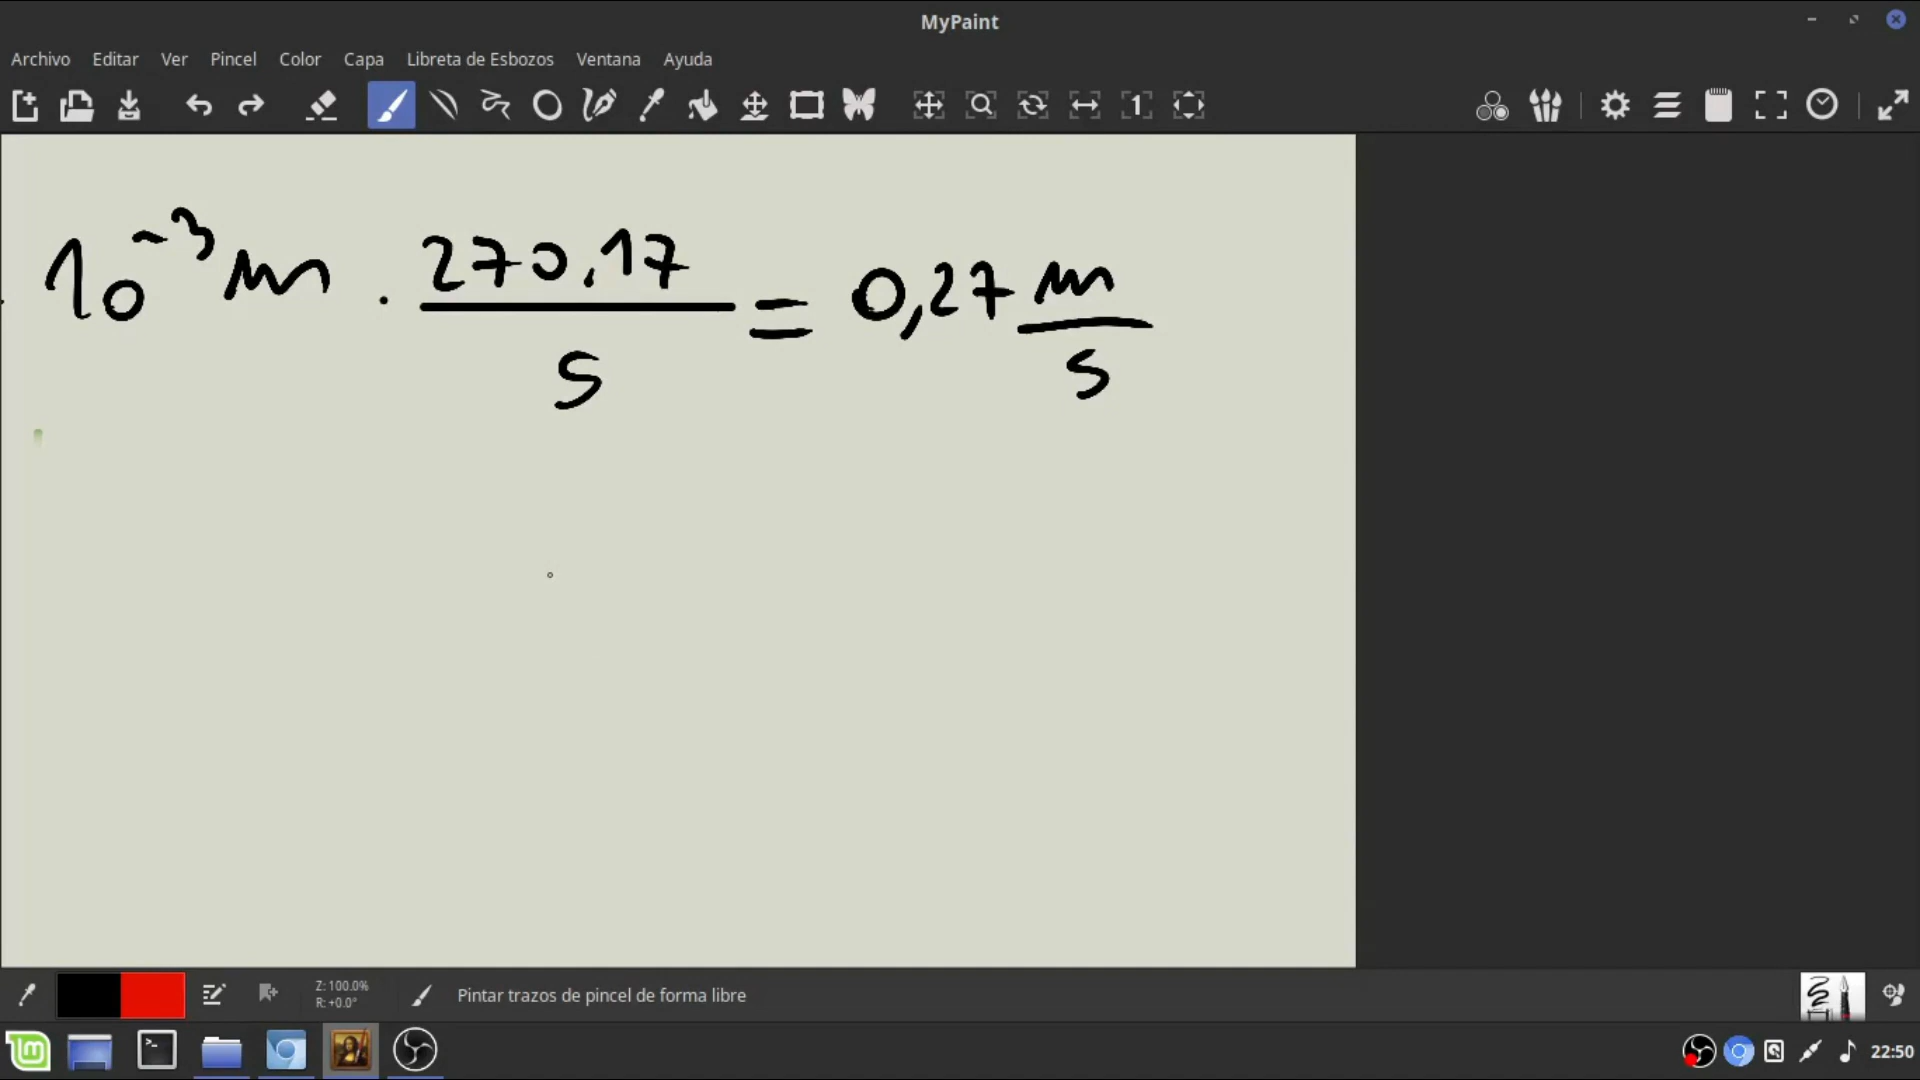 MyPaint
Archivo Editar Ver Pincel Color Capa Libreta de Esbozos Ventana Ayuda
10⁻³ m · 270,17 / s = 0,27 m / s
Z: 100.0%
R: +0.0°
Pintar trazos de pincel de forma libre
22:50